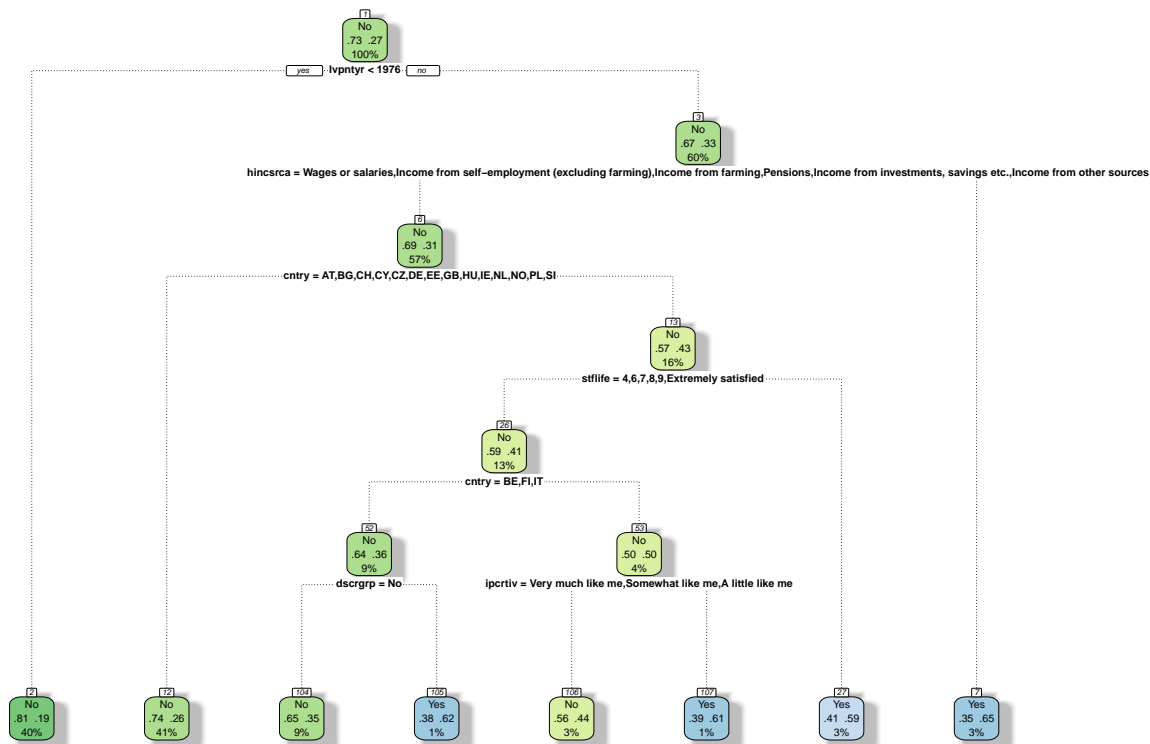 1
No
.73 .27
100%
yes lvpntyr < 1976 no
3
No
.67 .33
60%
hincsrca = Wages or salaries,Income from self−employment (excluding farming),Income from farming,Pensions,Income from investments, savings etc.,Income from other sources
6
No
.69 .31
57%
cntry = AT,BG,CH,CY,CZ,DE,EE,GB,HU,IE,NL,NO,PL,SI
13
No
.57 .43
16%
stflife = 4,6,7,8,9,Extremely satisfied
26
No
.59 .41
13%
cntry = BE,FI,IT
52
No
.64 .36
9%
dscrgrp = No
53
No
.50 .50
4%
ipcrtiv = Very much like me,Somewhat like me,A little like me
2
No
.81 .19
40%
12
No
.74 .26
41%
104
No
.65 .35
9%
105
Yes
.38 .62
1%
106
No
.56 .44
3%
107
Yes
.39 .61
1%
27
Yes
.41 .59
3%
7
Yes
.35 .65
3%